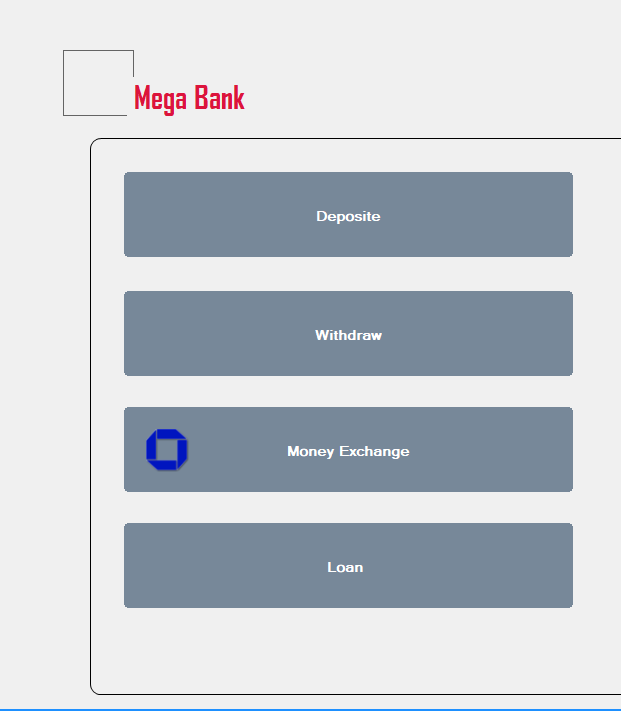 Mega Bank
Deposite
Withdraw
Money Exchange
Loan